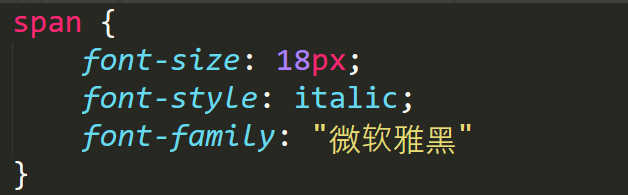 span {
    font-size: 18px;
    font-style: italic;
    font-family: "微软雅黑"
}